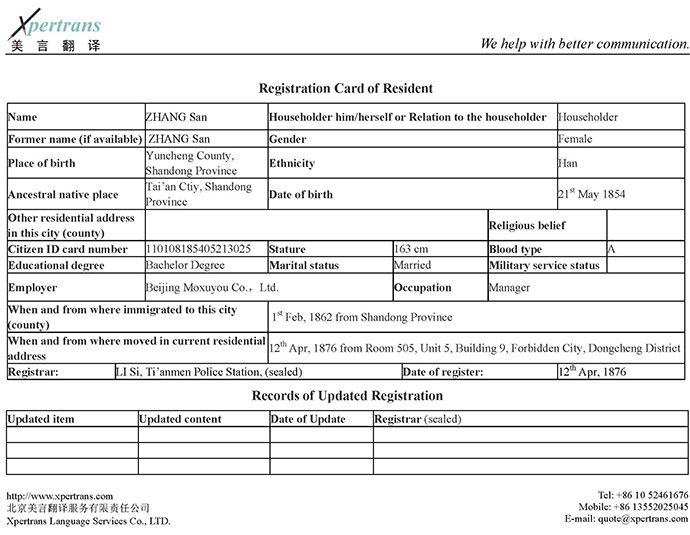 Xpertrans
美言翻译
We help with better communication.
Registration Card of Resident
Name ZHANG San Householder him/herself or Relation to the householder Householder
Former name (if available) ZHANG San Gender Female
Place of birth Yuncheng County, Shandong Province Ethnicity Han
Ancestral native place Tai'an Ctiy, Shandong Province Date of birth 21st May 1854
Other residential address in this city (county) Religious belief
Citizen ID card number 110108185405213025 Stature 163 cm Blood type A
Educational degree Bachelor Degree Marital status Married Military service status
Employer Beijing Moxuyou Co.，Ltd. Occupation Manager
When and from where immigrated to this city (county) 1st Feb, 1862 from Shandong Province
When and from where moved in current residential address 12th Apr, 1876 from Room 505, Unit 5, Building 9, Forbidden City, Dongcheng District
Registrar: LI Si, Ti'anmen Police Station, (sealed) Date of register: 12th Apr, 1876
Records of Updated Registration
Updated item Updated content Date of Update Registrar (sealed)
http://www.xpertrans.com
北京美言翻译服务有限责任公司
Xpertrans Language Services Co., LTD.
Tel: +86 10 52461676
Mobile: +86 13552025045
E-mail: quote@xpertrans.com